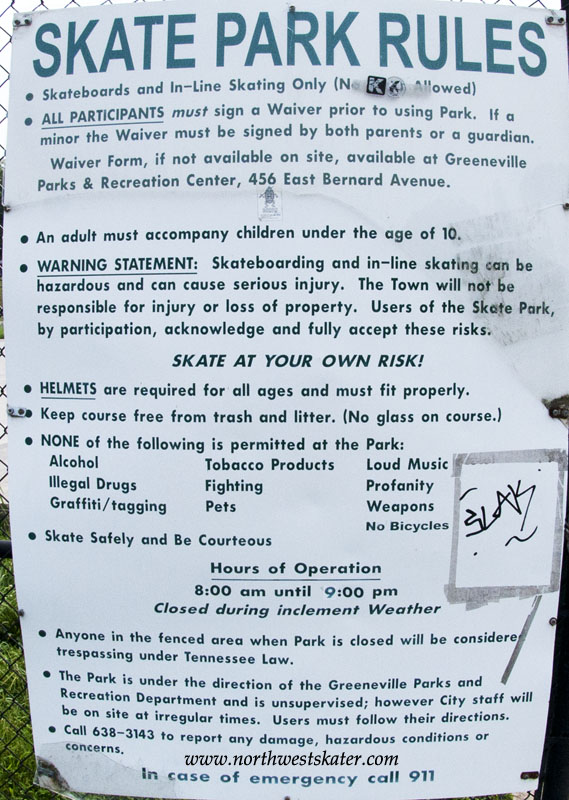 SKATE PARK RULES
• Skateboards and In-Line Skating Only (No Allowed)
• ALL PARTICIPANTS must sign a Waiver prior to using Park. If a
minor the Waiver must be signed by both parents or a guardian.
Waiver Form, if not available on site, available at Greeneville
Parks & Recreation Center, 456 East Bernard Avenue.
• An adult must accompany children under the age of 10.
• WARNING STATEMENT: Skateboarding and in-line skating can be
hazardous and can cause serious injury. The Town will not be
responsible for injury or loss of property. Users of the Skate Park,
by participation, acknowledge and fully accept these risks.
SKATE AT YOUR OWN RISK!
• HELMETS are required for all ages and must fit properly.
• Keep course free from trash and litter. (No glass on course.)
• NONE of the following is permitted at the Park:
Alcohol Tobacco Products Loud Music
Illegal Drugs Fighting Profanity
Graffiti/tagging Pets Weapons
No Bicycles
SLAK
• Skate Safely and Be Courteous
Hours of Operation
8:00 am until 9:00 pm
Closed during inclement Weather
• Anyone in the fenced area when Park is closed will be considere
trespassing under Tennessee Law.
• The Park is under the direction of the Greeneville Parks and
Recreation Department and is unsupervised; however City staff will
be on site at irregular times. Users must follow their directions.
• Call 638-3143 to report any damage, hazardous conditions or
concerns.
www.northwestskater.com
In case of emergency call 911